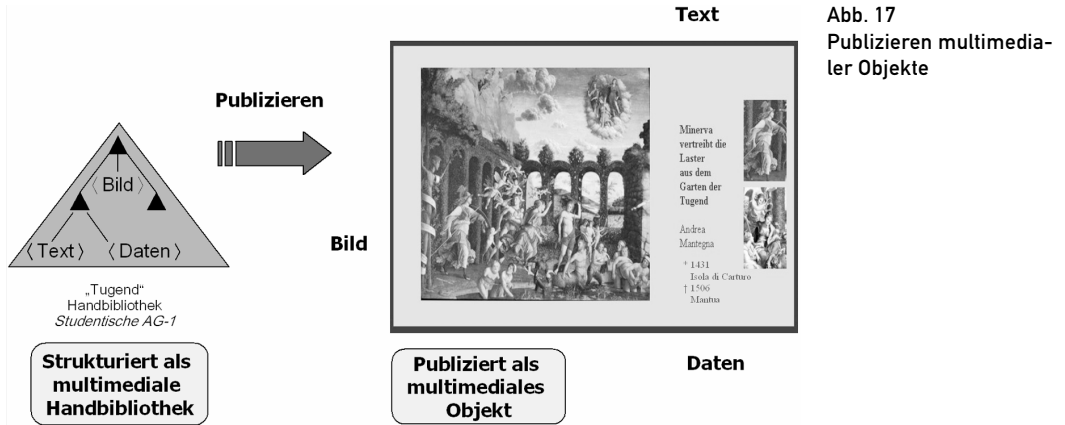 Text
Abb. 17
Publizieren multimedia-
ler Objekte
Publizieren
〈Bild〉
〈Text〉 〈Daten〉
„Tugend“
Handbibliothek
Studentische AG-1
Strukturiert als
multimediale
Handbibliothek
Bild
Minerva
vertreibt die
Laster
aus dem
Garten der
Tugend
Andrea
Mantegna
* 1431
Isola di Carturo
† 1506
Mantua
Publiziert als
multimediales
Objekt
Daten